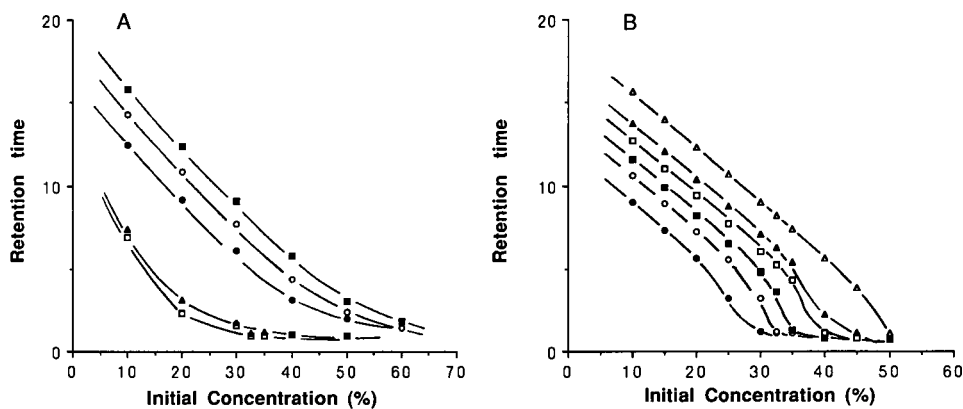 A
B
20
10
0
Retention time
0 10 20 30 40 50 60 70
Initial Concentration (%)
20
10
0
Retention time
0 10 20 30 40 50 60
Initial Concentration (%)